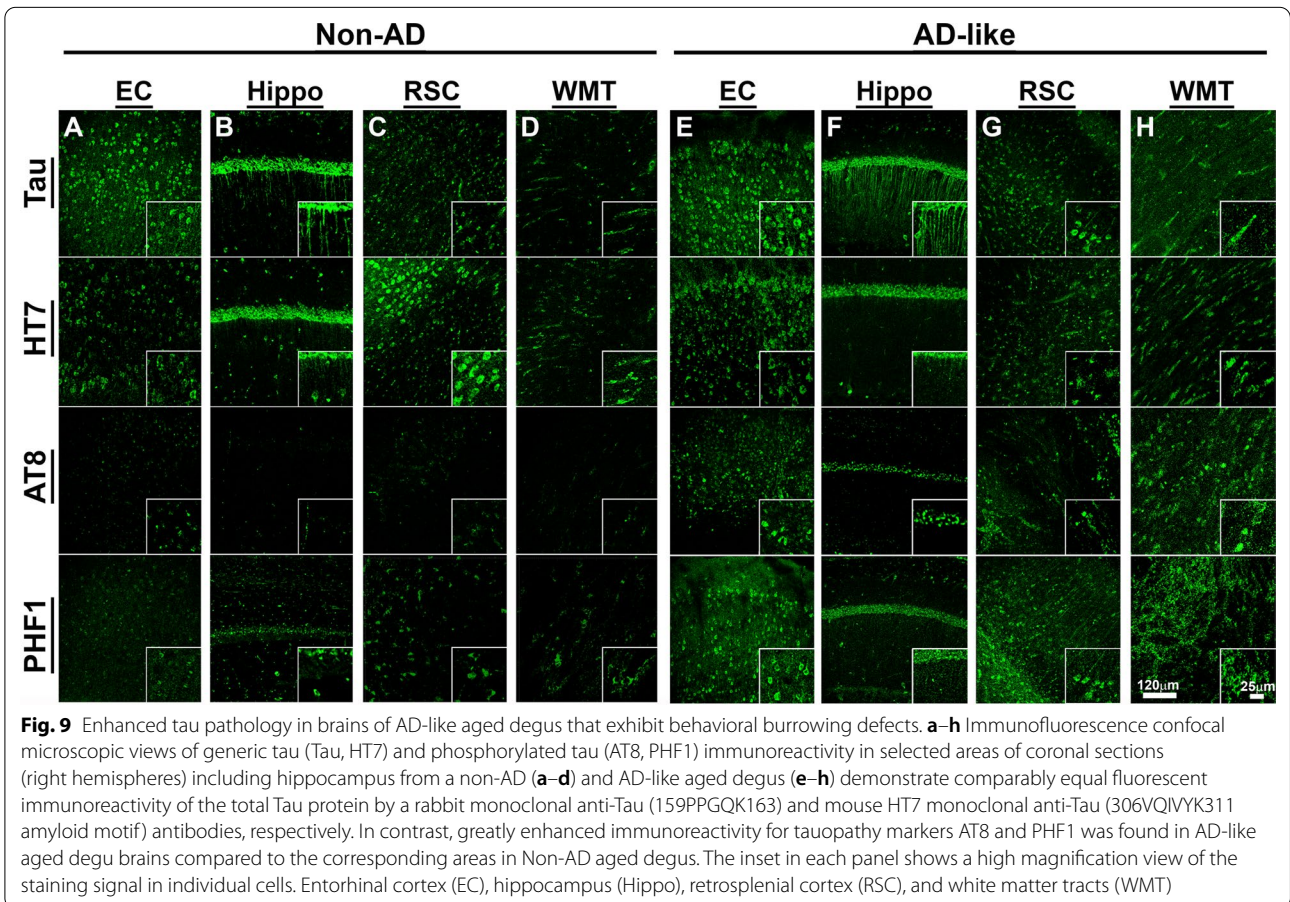 Non-AD AD-like
EC Hippo RSC WMT EC Hippo RSC WMT
A B C D E F G H
Tau
HT7
AT8
PHF1
120µm 25µm
Fig. 9 Enhanced tau pathology in brains of AD-like aged degus that exhibit behavioral burrowing defects. a–h Immunofluorescence confocal
microscopic views of generic tau (Tau, HT7) and phosphorylated tau (AT8, PHF1) immunoreactivity in selected areas of coronal sections
(right hemispheres) including hippocampus from a non-AD (a–d) and AD-like aged degus (e–h) demonstrate comparably equal fluorescent
immunoreactivity of the total Tau protein by a rabbit monoclonal anti-Tau (159PPGQK163) and mouse HT7 monoclonal anti-Tau (306VQIVYK311
amyloid motif) antibodies, respectively. In contrast, greatly enhanced immunoreactivity for tauopathy markers AT8 and PHF1 was found in AD-like
aged degu brains compared to the corresponding areas in Non-AD aged degus. The inset in each panel shows a high magnification view of the
staining signal in individual cells. Entorhinal cortex (EC), hippocampus (Hippo), retrosplenial cortex (RSC), and white matter tracts (WMT)